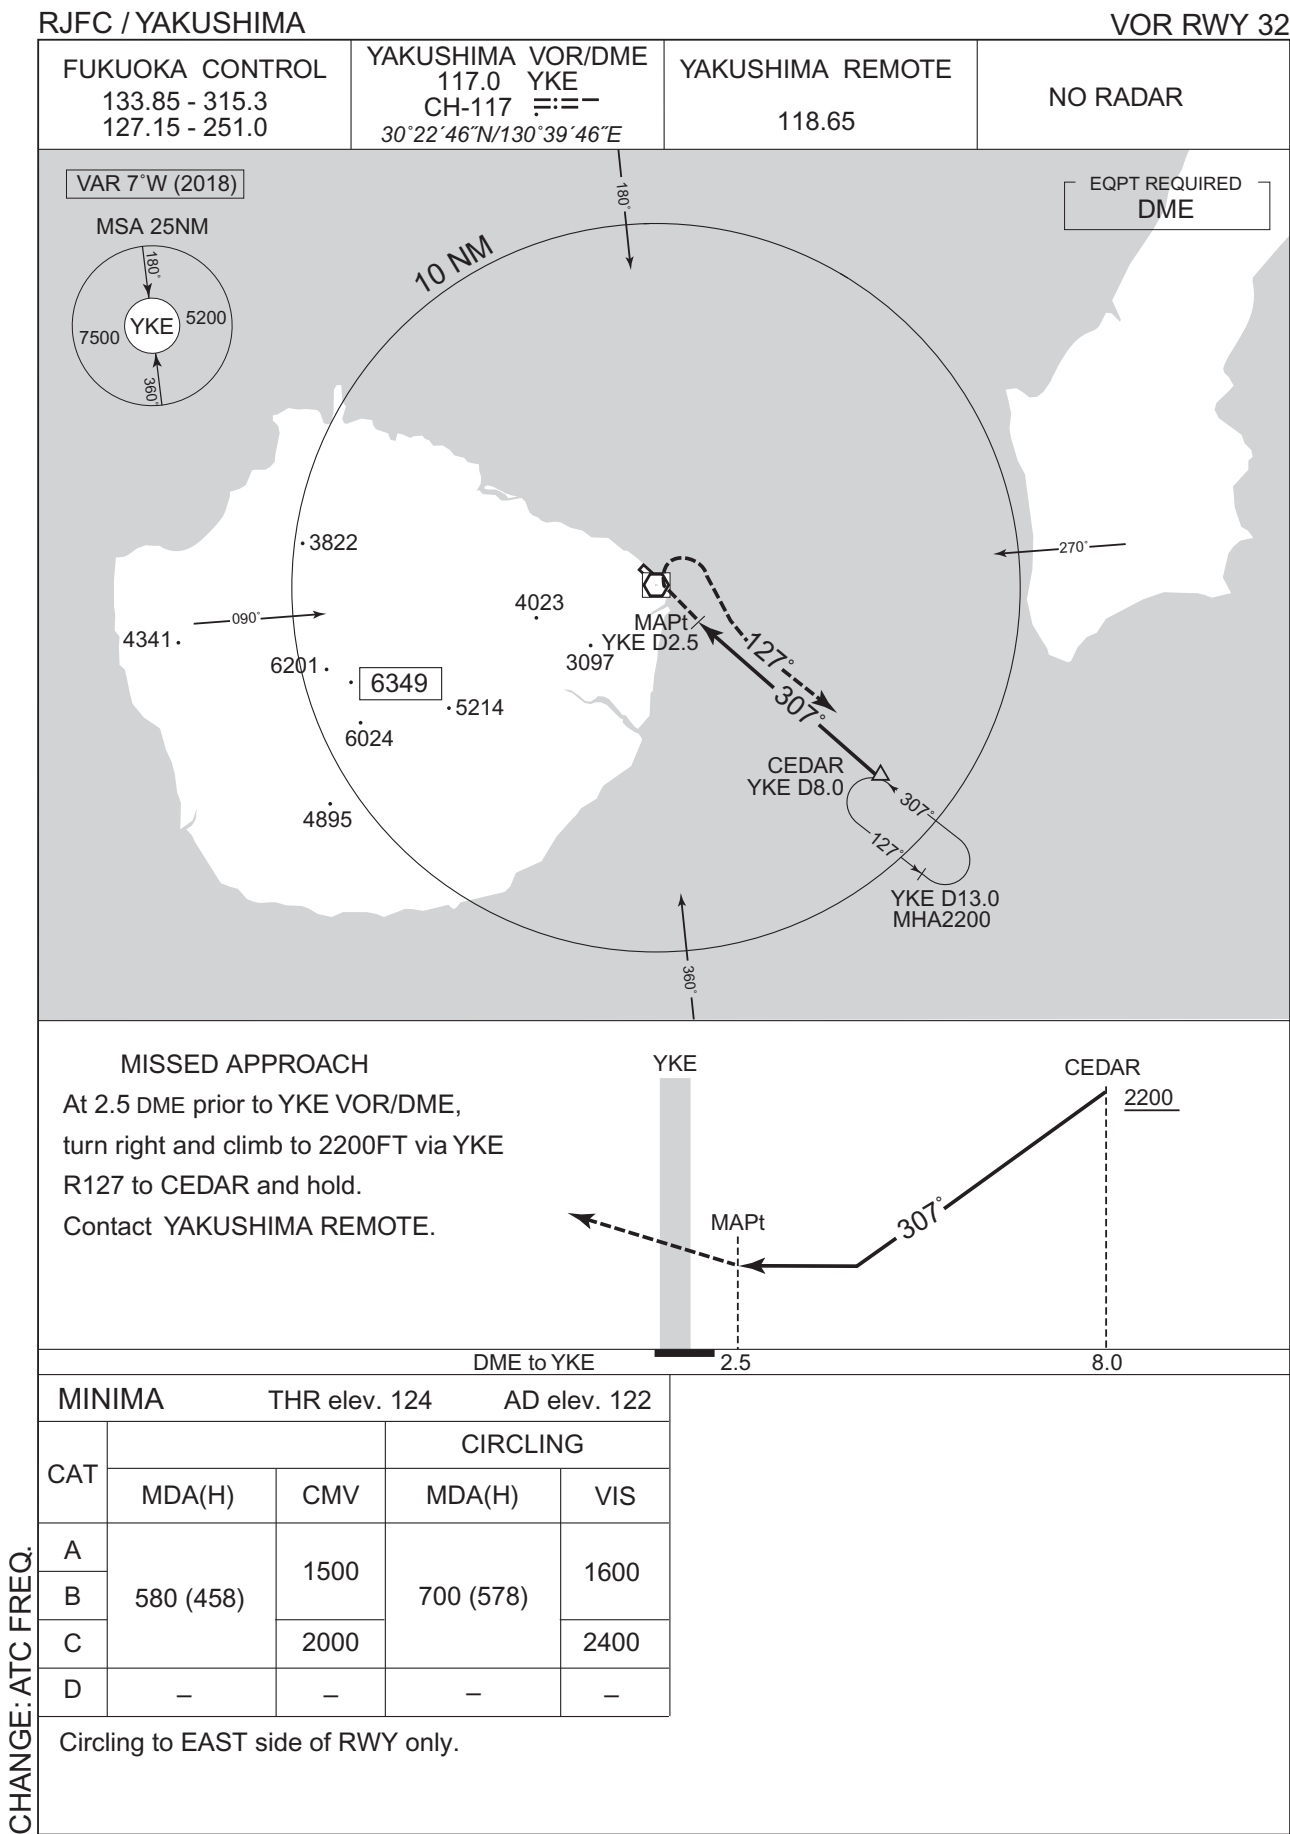 RJFC / YAKUSHIMA
VOR RWY 32
FUKUOKA CONTROL
133.85 - 315.3
127.15 - 251.0
YAKUSHIMA VOR/DME
117.0 YKE
CH-117
30˚22´46˝N/130˚39´46˝E
YAKUSHIMA REMOTE
118.65
NO RADAR
VAR 7˚W (2018)
EQPT REQUIRED
DME
MSA 25NM
180˚
YKE
7500
5200
360˚
180˚
10 NM
3822
270˚
090˚
4023
4341
MAPt
YKE D2.5
3097
6201
6349
127˚
307˚
5214
6024
CEDAR
YKE D8.0
307˚
127˚
4895
YKE D13.0
MHA2200
360˚
MISSED APPROACH
At 2.5 DME prior to YKE VOR/DME,
turn right and climb to 2200FT via YKE
R127 to CEDAR and hold.
Contact YAKUSHIMA REMOTE.
YKE
CEDAR
2200
307˚
MAPt
DME to YKE
2.5
8.0
MINIMA THR elev. 124 AD elev. 122
CAT
CIRCLING
MDA(H) CMV MDA(H) VIS
A
B
C
D
580 (458)
1500
2000
700 (578)
1600
2400
– – – –
Circling to EAST side of RWY only.
CHANGE: ATC FREQ.